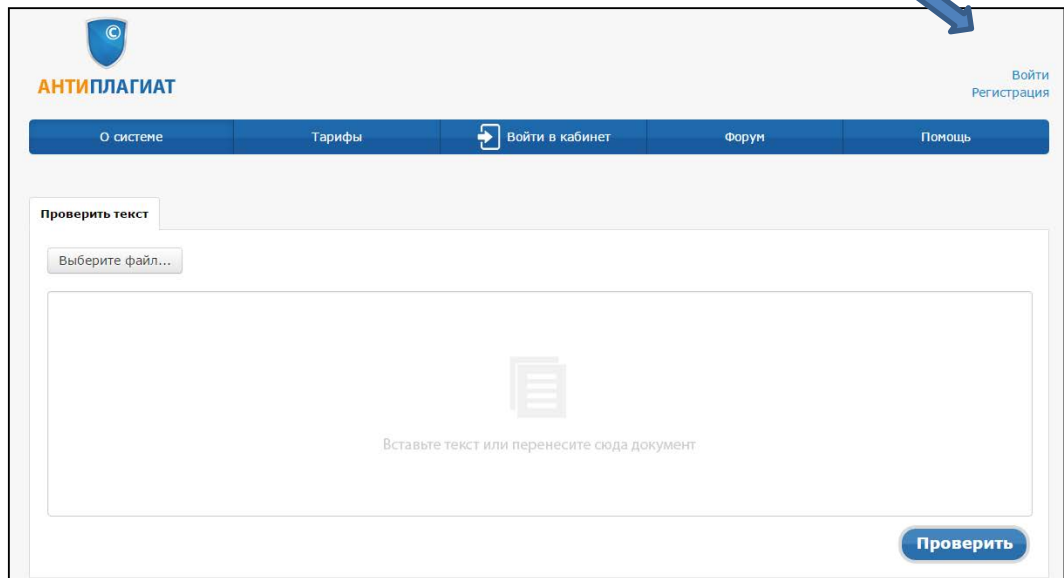 ©
АНТИПЛАГИАТ
Войти
Регистрация
О системе Тарифы Войти в кабинет Форум Помощь
Проверить текст
Выберите файл...
Вставьте текст или перенесите сюда документ
Проверить